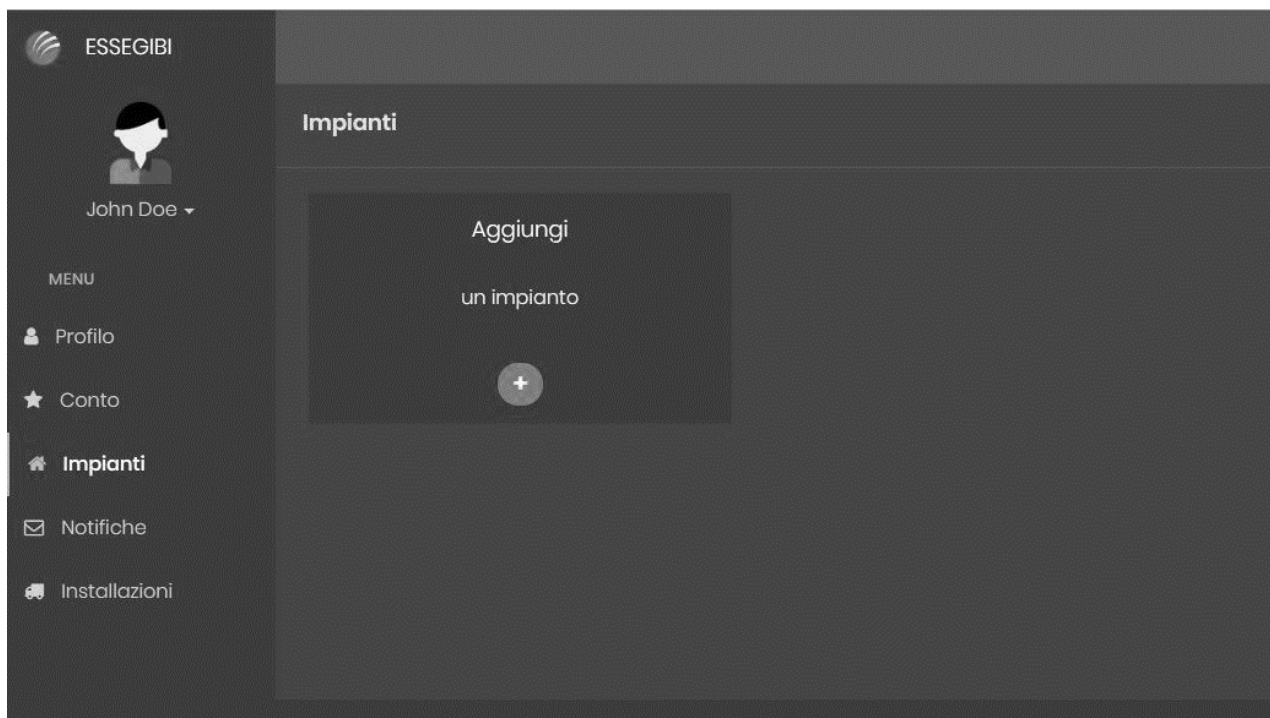 ESSEGIBI
John Doe
MENU
Profilo
Conto
Impianti
Notifiche
Installazioni
Impianti
Aggiungi
un impianto
+